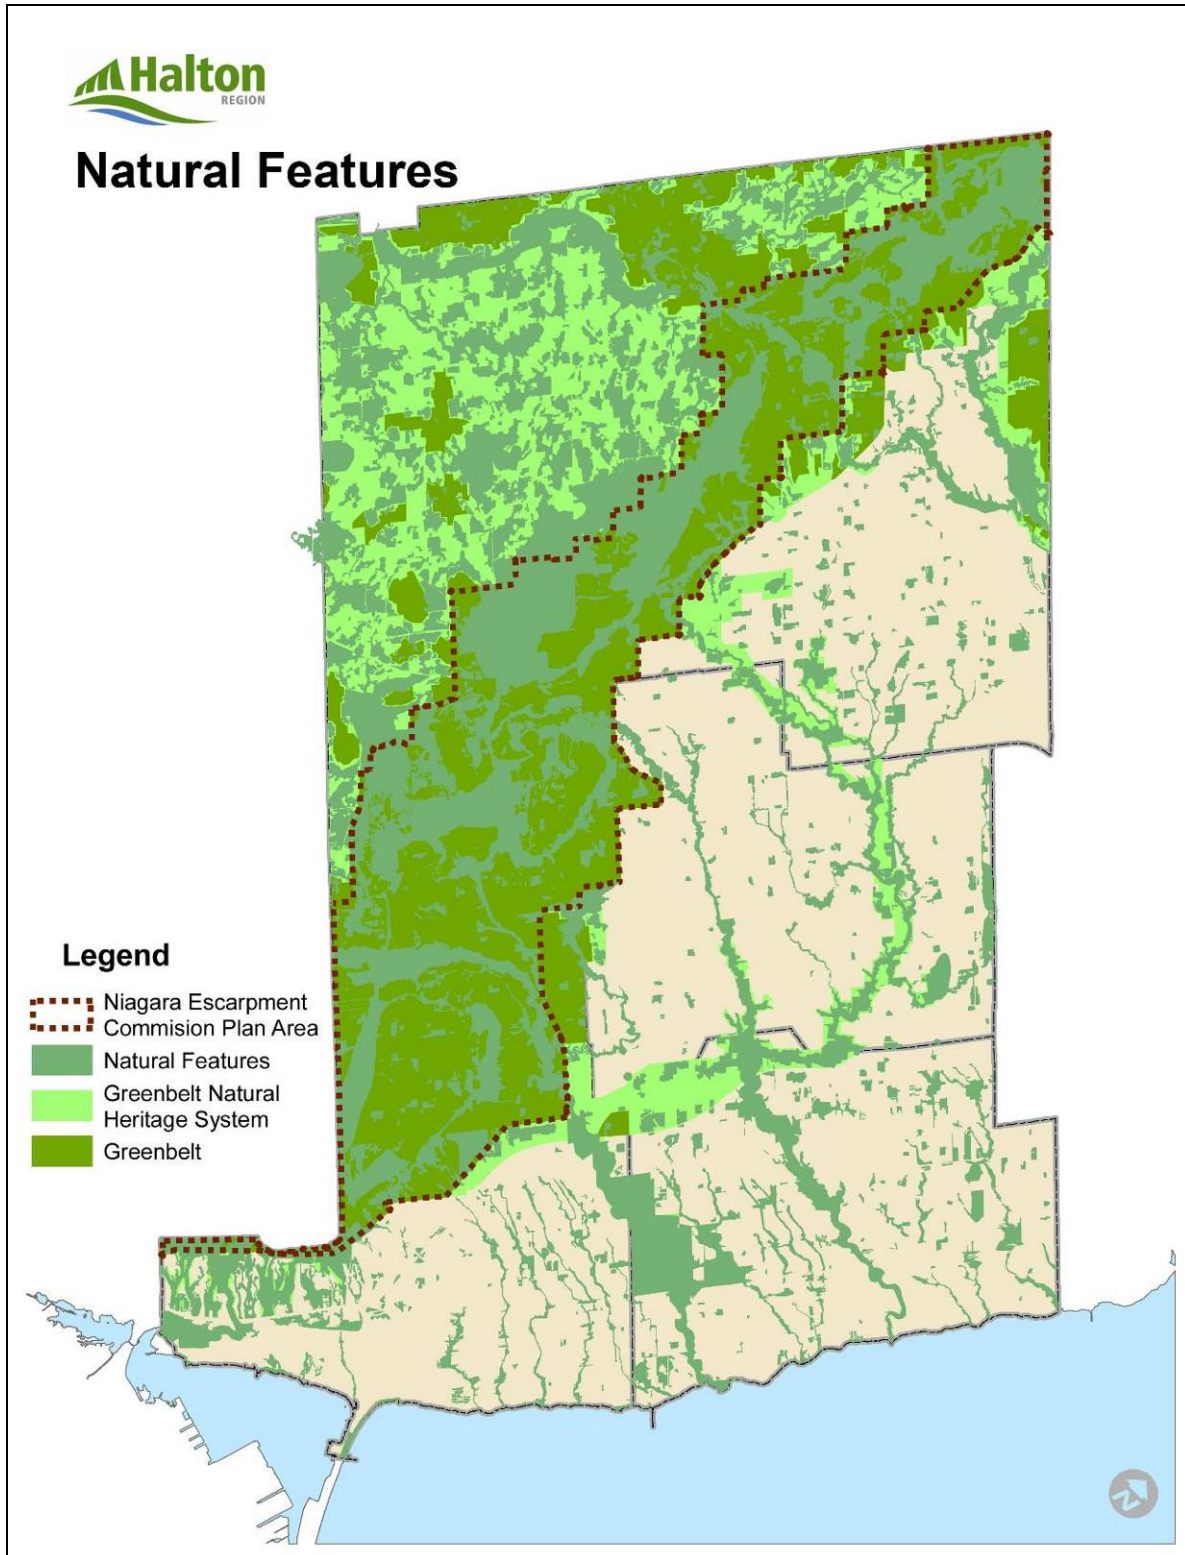 Halton
REGION
Natural Features
Legend
Niagara Escarpment
Commision Plan Area
Natural Features
Greenbelt Natural
Heritage System
Greenbelt
N